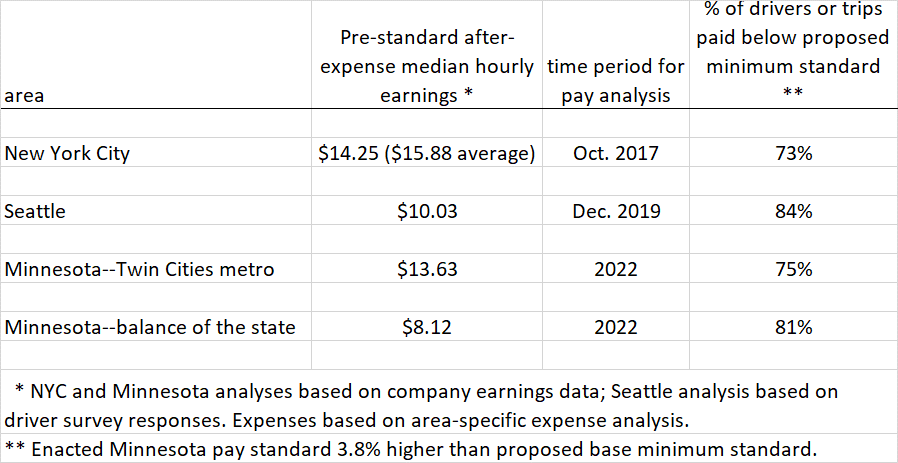 area Pre-standard after-expense median hourly earnings * time period for pay analysis % of drivers or trips paid below proposed minimum standard **
New York City $14.25 ($15.88 average) Oct. 2017 73%
Seattle $10.03 Dec. 2019 84%
Minnesota--Twin Cities metro $13.63 2022 75%
Minnesota--balance of the state $8.12 2022 81%
* NYC and Minnesota analyses based on company earnings data; Seattle analysis based on
driver survey responses. Expenses based on area-specific expense analysis.
** Enacted Minnesota pay standard 3.8% higher than proposed base minimum standard.